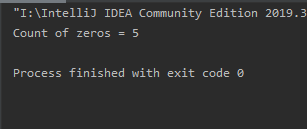 "I:\IntelliJ IDEA Community Edition 2019.3
Count of zeros = 5
Process finished with exit code 0